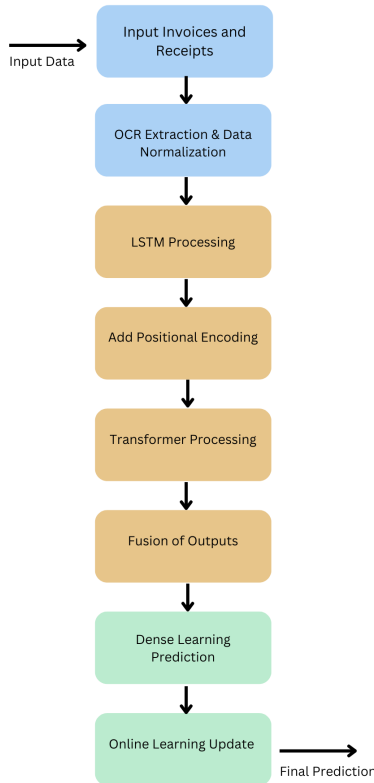 Input Invoices and
Receipts
Input Data
OCR Extraction & Data
Normalization
LSTM Processing
Add Positional Encoding
Transformer Processing
Fusion of Outputs
Dense Learning
Prediction
Online Learning Update
Final Prediction